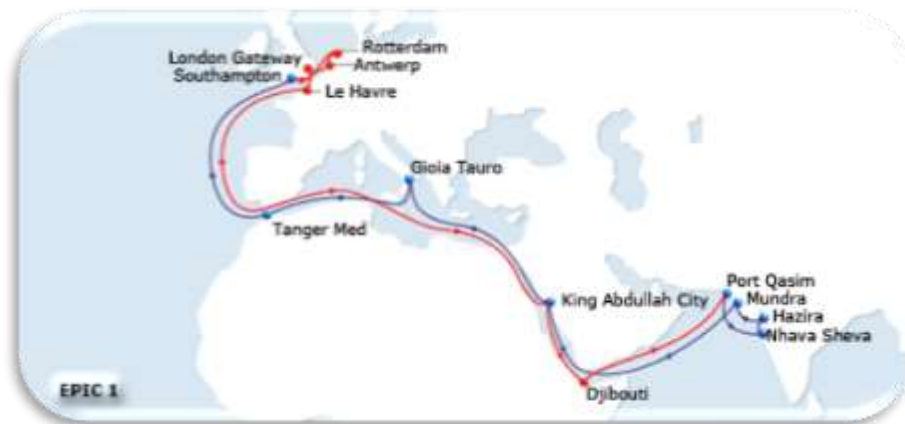 Rotterdam
London Gateway
Antwerp
Southampton
Le Havre
Gioia Tauro
Tanger Med
Port Qasim
King Abdullah City
Mundra
Hazira
Nhava Sheva
Djibouti
EPIC 1